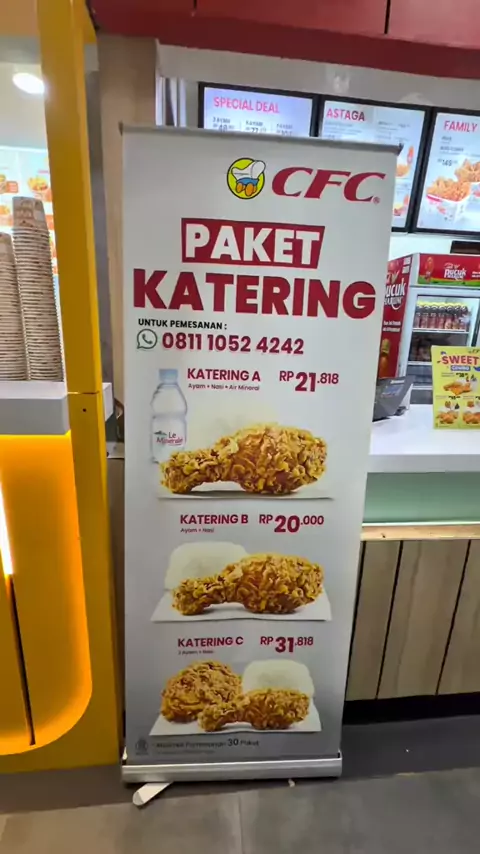 SPECIAL DEAL
ASTAGA
FAMILY
CFC
PAKET
KATERING
UNTUK PEMESANAN :
0811 1052 4242
KATERING A RP 21.818
Ayam + Nasi + Air Mineral
Le Minerale
KATERING B RP 20.000
Ayam + Nasi
KATERING C RP 31.818
2 Ayam + Nasi
Minimal Pemesanan 30 Paket
Pucuk
HARUM
SWEET